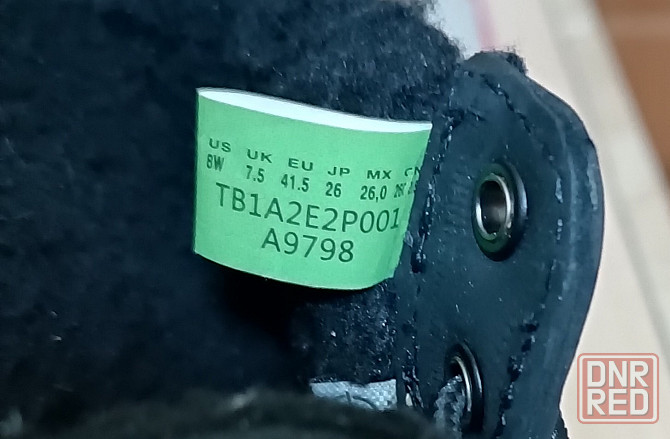 US UK EU JP MX
8W 7.5 41.5 26 26,0
TB1A2E2P001
A9798
DNR
RED